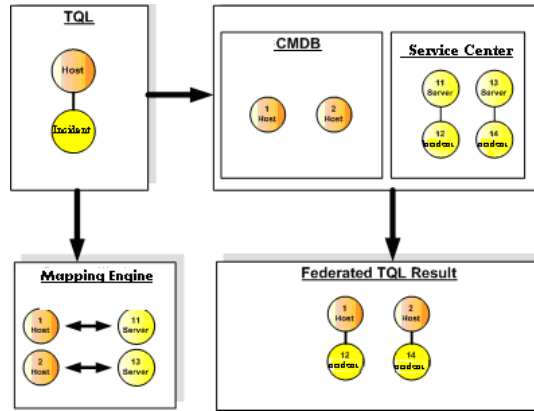 TQL
Host
Incident
CMDB
1
Host
2
Host
Service Center
11
Server
13
Server
12
14
Mapping Engine
1
Host
11
Server
2
Host
13
Server
Federated TQL Result
1
Host
2
Host
12
14